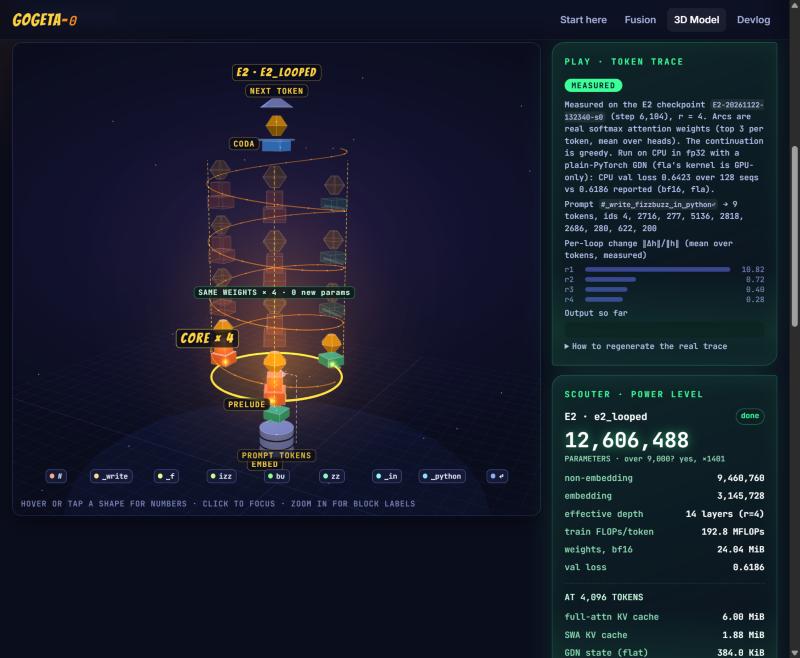 GOGETA-0
Start here
Fusion
3D Model
Devlog
E2 · E2_LOOPED
NEXT TOKEN
CODA
SAME WEIGHTS × 4 · 0 new params
CORE × 4
PRELUDE
PROMPT TOKENS
EMBED
#
_write
_f
izz
bu
zz
_in
_python
↵
HOVER OR TAP A SHAPE FOR NUMBERS · CLICK TO FOCUS · ZOOM IN FOR BLOCK LABELS
PLAY · TOKEN TRACE
MEASURED
Measured on the E2 checkpoint E2-20261122-
132340-s0 (step 6,104), r = 4. Arcs are
real softmax attention weights (top 3 per
token, mean over heads). The continuation
is greedy. Run on CPU in fp32 with a
plain-PyTorch GDN (fla's kernel is GPU-
only): CPU val loss 0.6423 over 128 seqs
vs 0.6186 reported (bf16, fla).
Prompt #_write_fizzbuzz_in_python↵ → 9
tokens, ids 4, 2716, 277, 5136, 2818,
2686, 280, 622, 200
Per-loop change ‖Δh‖/‖h‖ (mean over
tokens, measured)
r1 10.82
r2 0.72
r3 0.40
r4 0.28
Output so far
▶ How to regenerate the real trace
SCOUTER · POWER LEVEL
E2 · e2_looped done
12,606,488
PARAMETERS · over 9,000? yes, ×1401
non-embedding 9,460,760
embedding 3,145,728
effective depth 14 layers (r=4)
train FLOPs/token 192.8 MFLOPs
weights, bf16 24.04 MiB
val loss 0.6186
AT 4,096 TOKENS
full-attn KV cache 6.00 MiB
SWA KV cache 1.88 MiB
GDN state (flat) 384.0 KiB